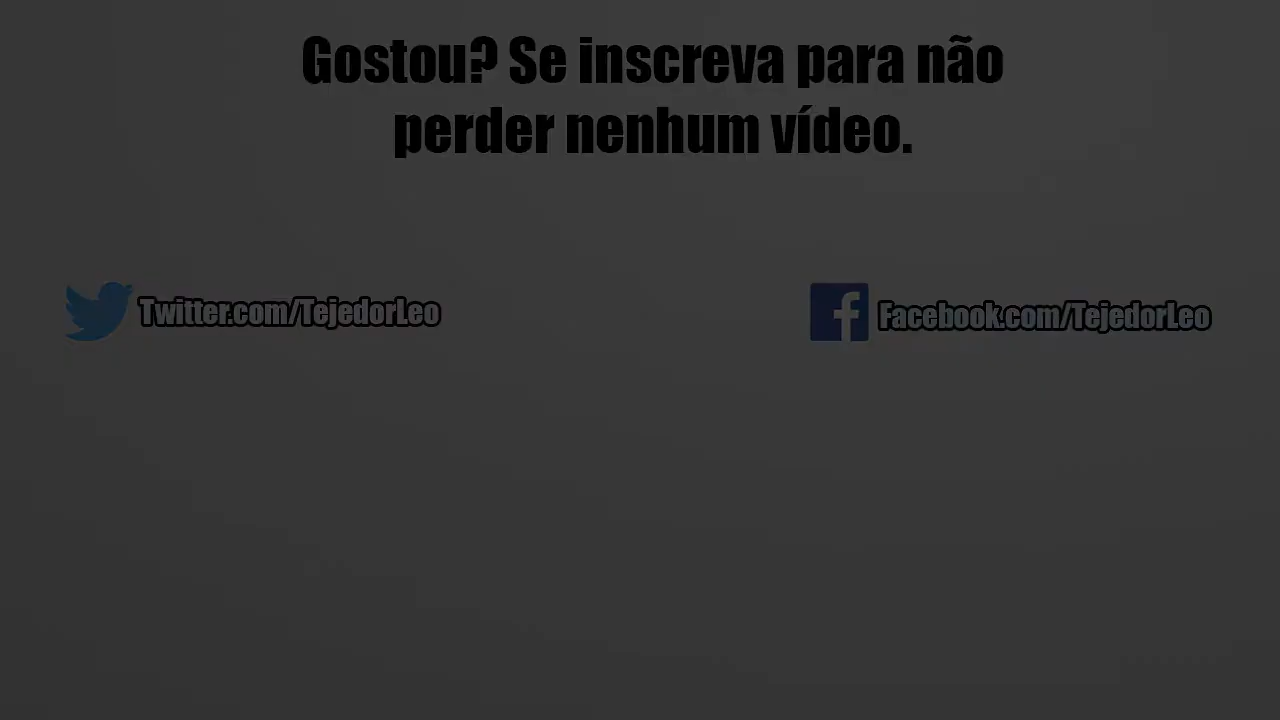 Gostou? Se inscreva para não
perder nenhum vídeo.
Twitter.com/TejedorLeo
Facebook.com/TejedorLeo